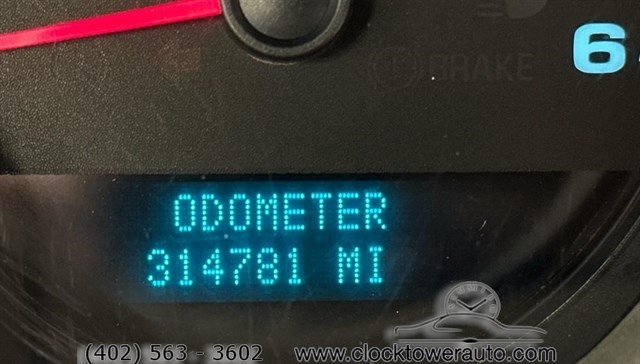 6
BRAKE
ODOMETER
314781 MI
(402) 563 - 3602 www.clocktowerauto.com